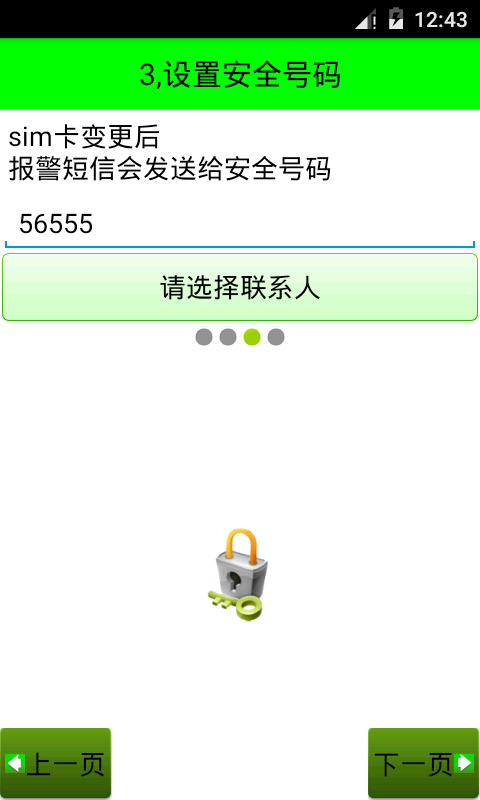 12:43
3,设置安全号码
sim卡变更后
报警短信会发送给安全号码
56555
请选择联系人
上一页
下一页